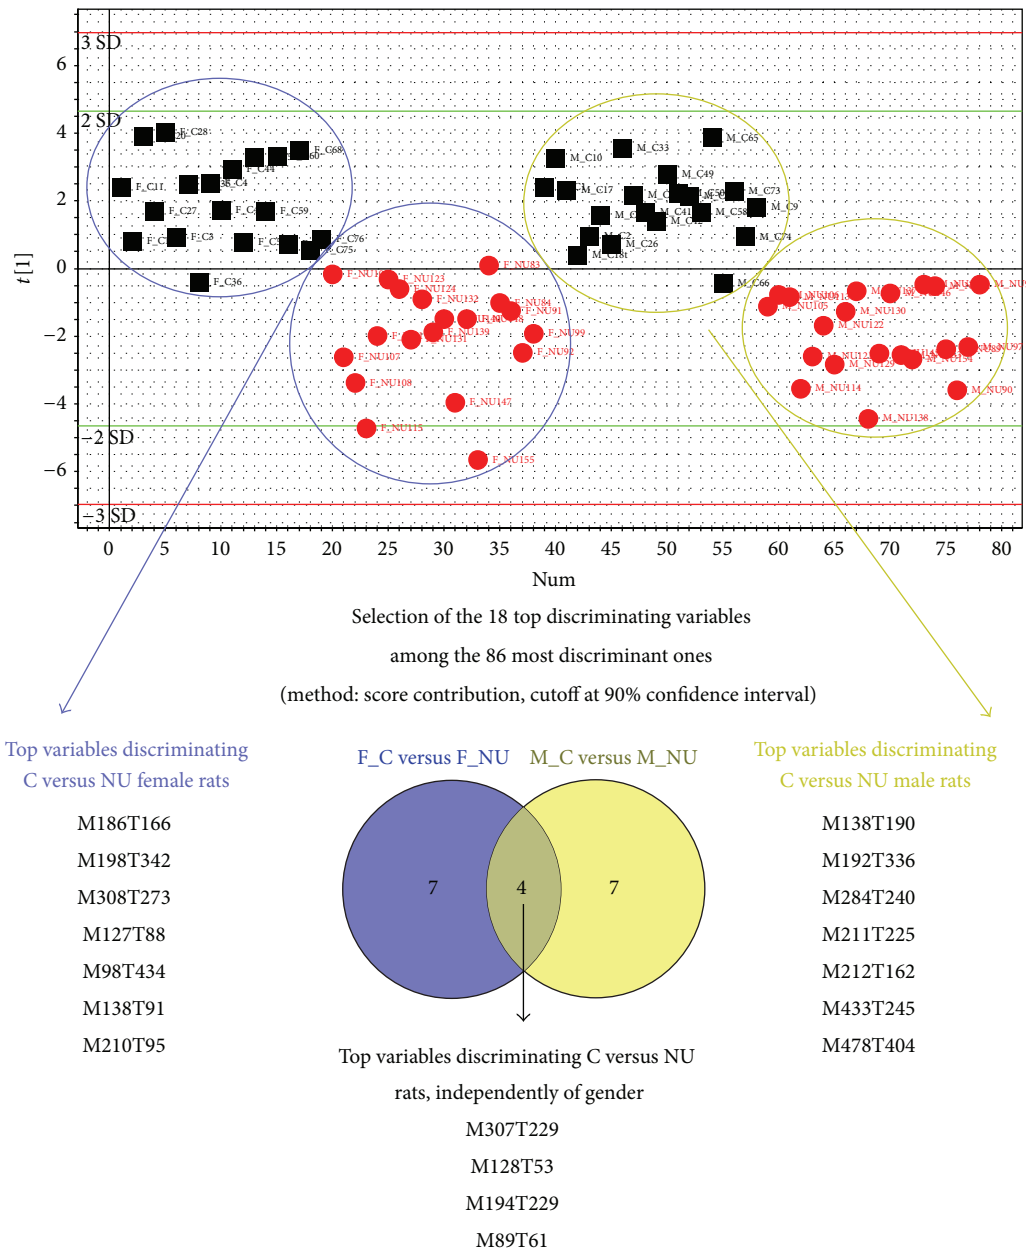 3 SD
6
4
2 SD
2
0
−2
−4
−2 SD
−6
−3 SD
t [1]
F_C28
F_C68
F_C44
F_C11
F_C4
F_C27
F_C59
F_C3
F_C76
F_C75
F_C36
M_C65
M_C33
M_C10
M_C49
M_C17
M_C73
M_C9
M_C41
M_C58
M_C2
M_C26
M_C74
M_C18t
M_C66
F_NU83
F_NU123
F_NU124
F_NU132
F_NU84
F_NU91
F_NU139
F_NU99
F_NU131
F_NU107
F_NU92
F_NU108
F_NU147
F_NU115
F_NU155
M_NU105
M_NU130
M_NU122
M_NU97
M_NU129
M_NU114
M_NU90
M_NU138
0 5 10 15 20 25 30 35 40 45 50 55 60 65 70 75 80
Num
Selection of the 18 top discriminating variables
among the 86 most discriminant ones
(method: score contribution, cutoff at 90% confidence interval)
Top variables discriminating
C versus NU female rats
M186T166
M198T342
M308T273
M127T88
M98T434
M138T91
M210T95
F_C versus F_NU
M_C versus M_NU
7
4
7
Top variables discriminating
C versus NU male rats
M138T190
M192T336
M284T240
M211T225
M212T162
M433T245
M478T404
Top variables discriminating C versus NU
rats, independently of gender
M307T229
M128T53
M194T229
M89T61